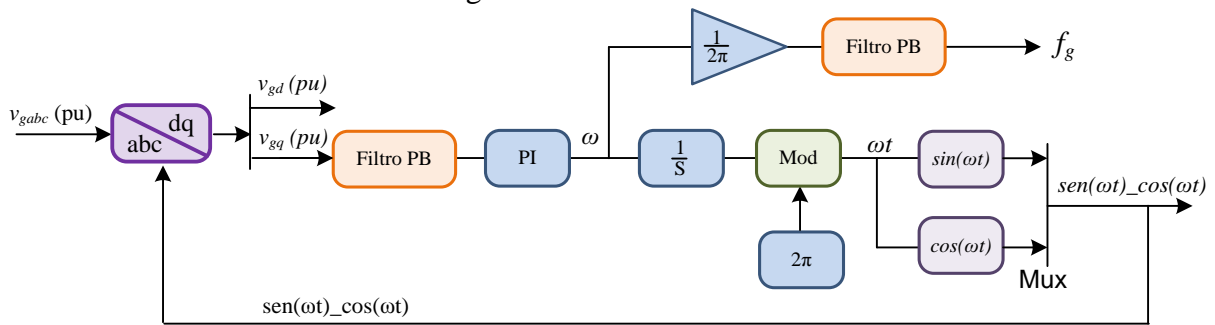 1/2π
Filtro PB
f_g
v_gabc (pu)
abc
dq
v_gd (pu)
v_gq (pu)
Filtro PB
PI
ω
1/S
Mod
ωt
sin(ωt)
sen(ωt)_cos(ωt)
2π
cos(ωt)
Mux
sen(ωt)_cos(ωt)